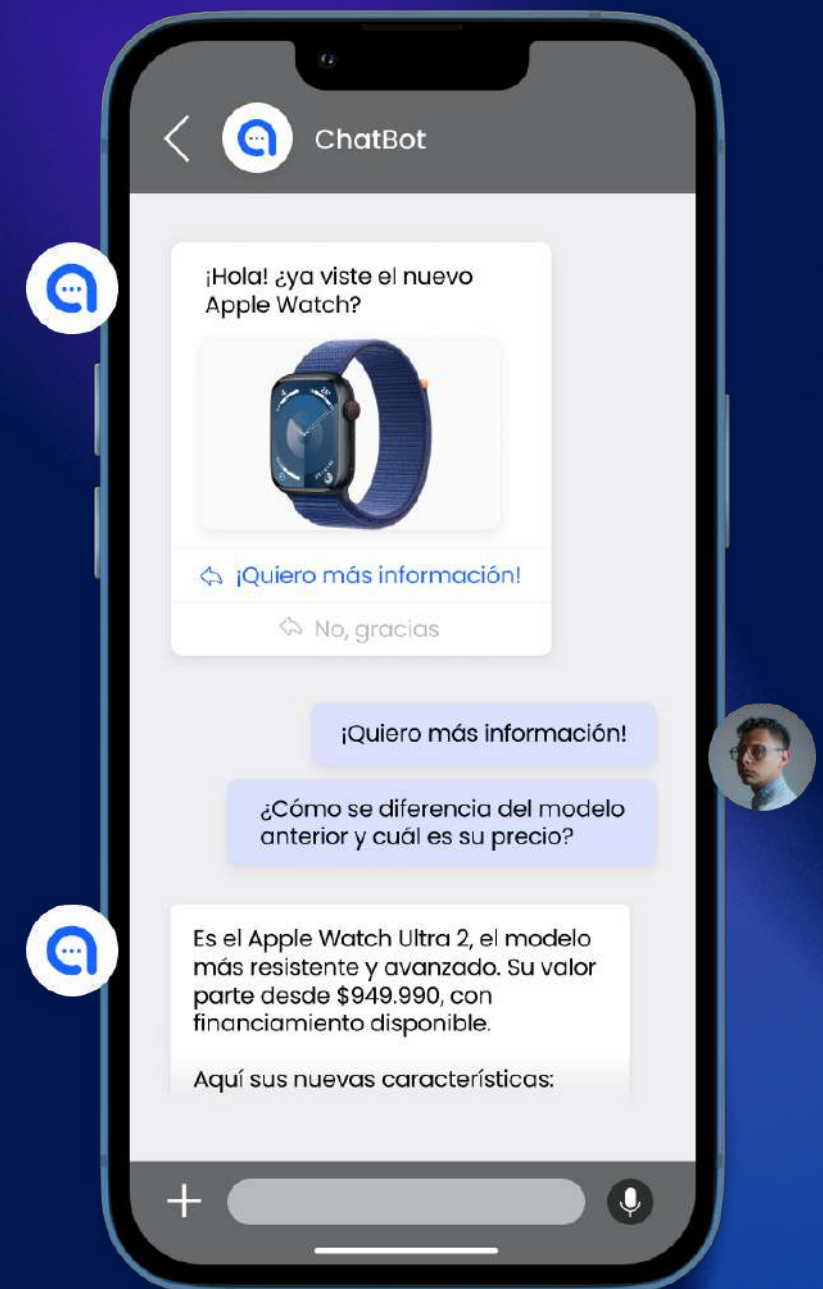 ChatBot
¡Hola! ¿ya viste el nuevo
Apple Watch?
¡Quiero más información!
No, gracias
¡Quiero más información!
¿Cómo se diferencia del modelo
anterior y cuál es su precio?
Es el Apple Watch Ultra 2, el modelo
más resistente y avanzado. Su valor
parte desde $949.990, con
financiamiento disponible.
Aquí sus nuevas características: